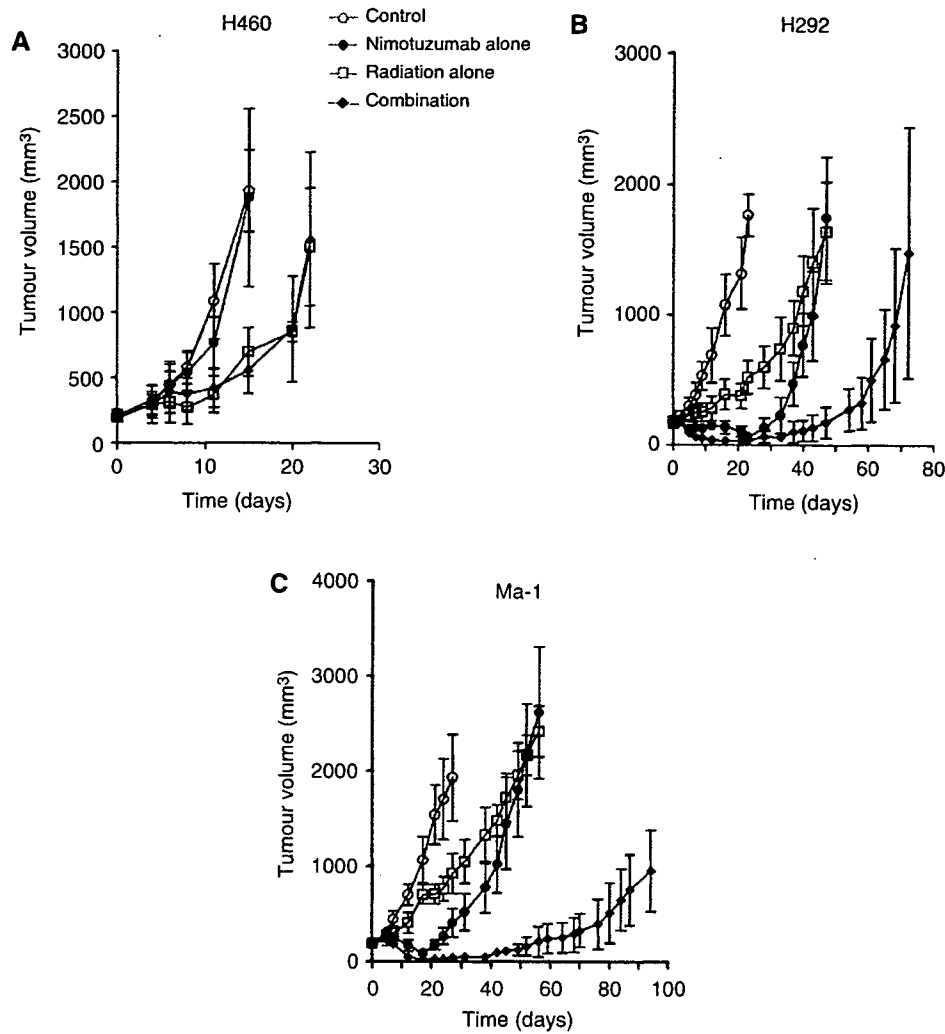 A
H460
Control
Nimotuzumab alone
Radiation alone
Combination
Tumour volume (mm³)
3000
2500
2000
1500
1000
500
0
0 10 20 30
Time (days)
B
H292
Tumour volume (mm³)
3000
2000
1000
0
0 20 40 60 80
Time (days)
C
Ma-1
Tumour volume (mm³)
4000
3000
2000
1000
0
0 20 40 60 80 100
Time (days)